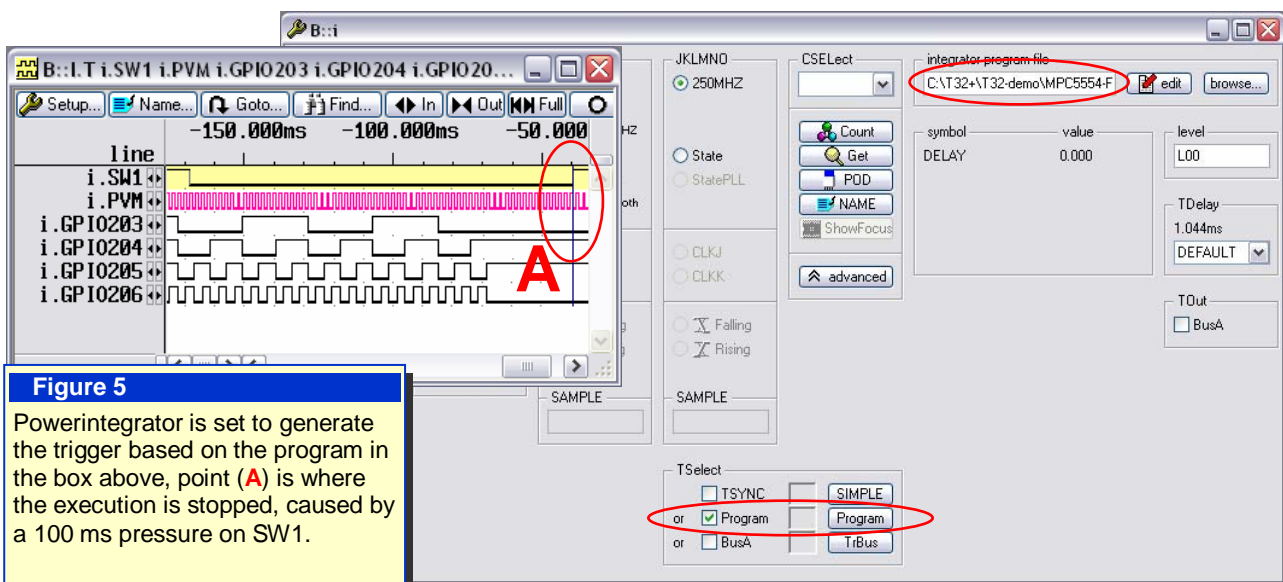 B::i
B::I.T i.SW1 i.PVM i.GPIO203 i.GPIO204 i.GPIO20...
Setup... Name... Goto... Find... In Out Full
-150.000ms -100.000ms -50.000
line
i.SW1
i.PVM
i.GPIO203
i.GPIO204
i.GPIO205
i.GPIO206
A
Figure 5
Powerintegrator is set to generate
the trigger based on the program in
the box above, point (A) is where
the execution is stopped, caused by
a 100 ms pressure on SW1.
HZ
oth
SAMPLE
JKLMNO
250MHZ
State
StatePLL
CLKJ
CLKK
Falling
Rising
SAMPLE
TSelect
TSYNC SIMPLE
or Program Program
or BusA TrBus
CSELect
Count
Get
POD
NAME
ShowFocus
advanced
integrator program file
C:\T32+\T32-demo\MPC5554-F edit browse...
symbol value
DELAY 0.000
level
L00
TDelay
1.044ms
DEFAULT
TOut
BusA